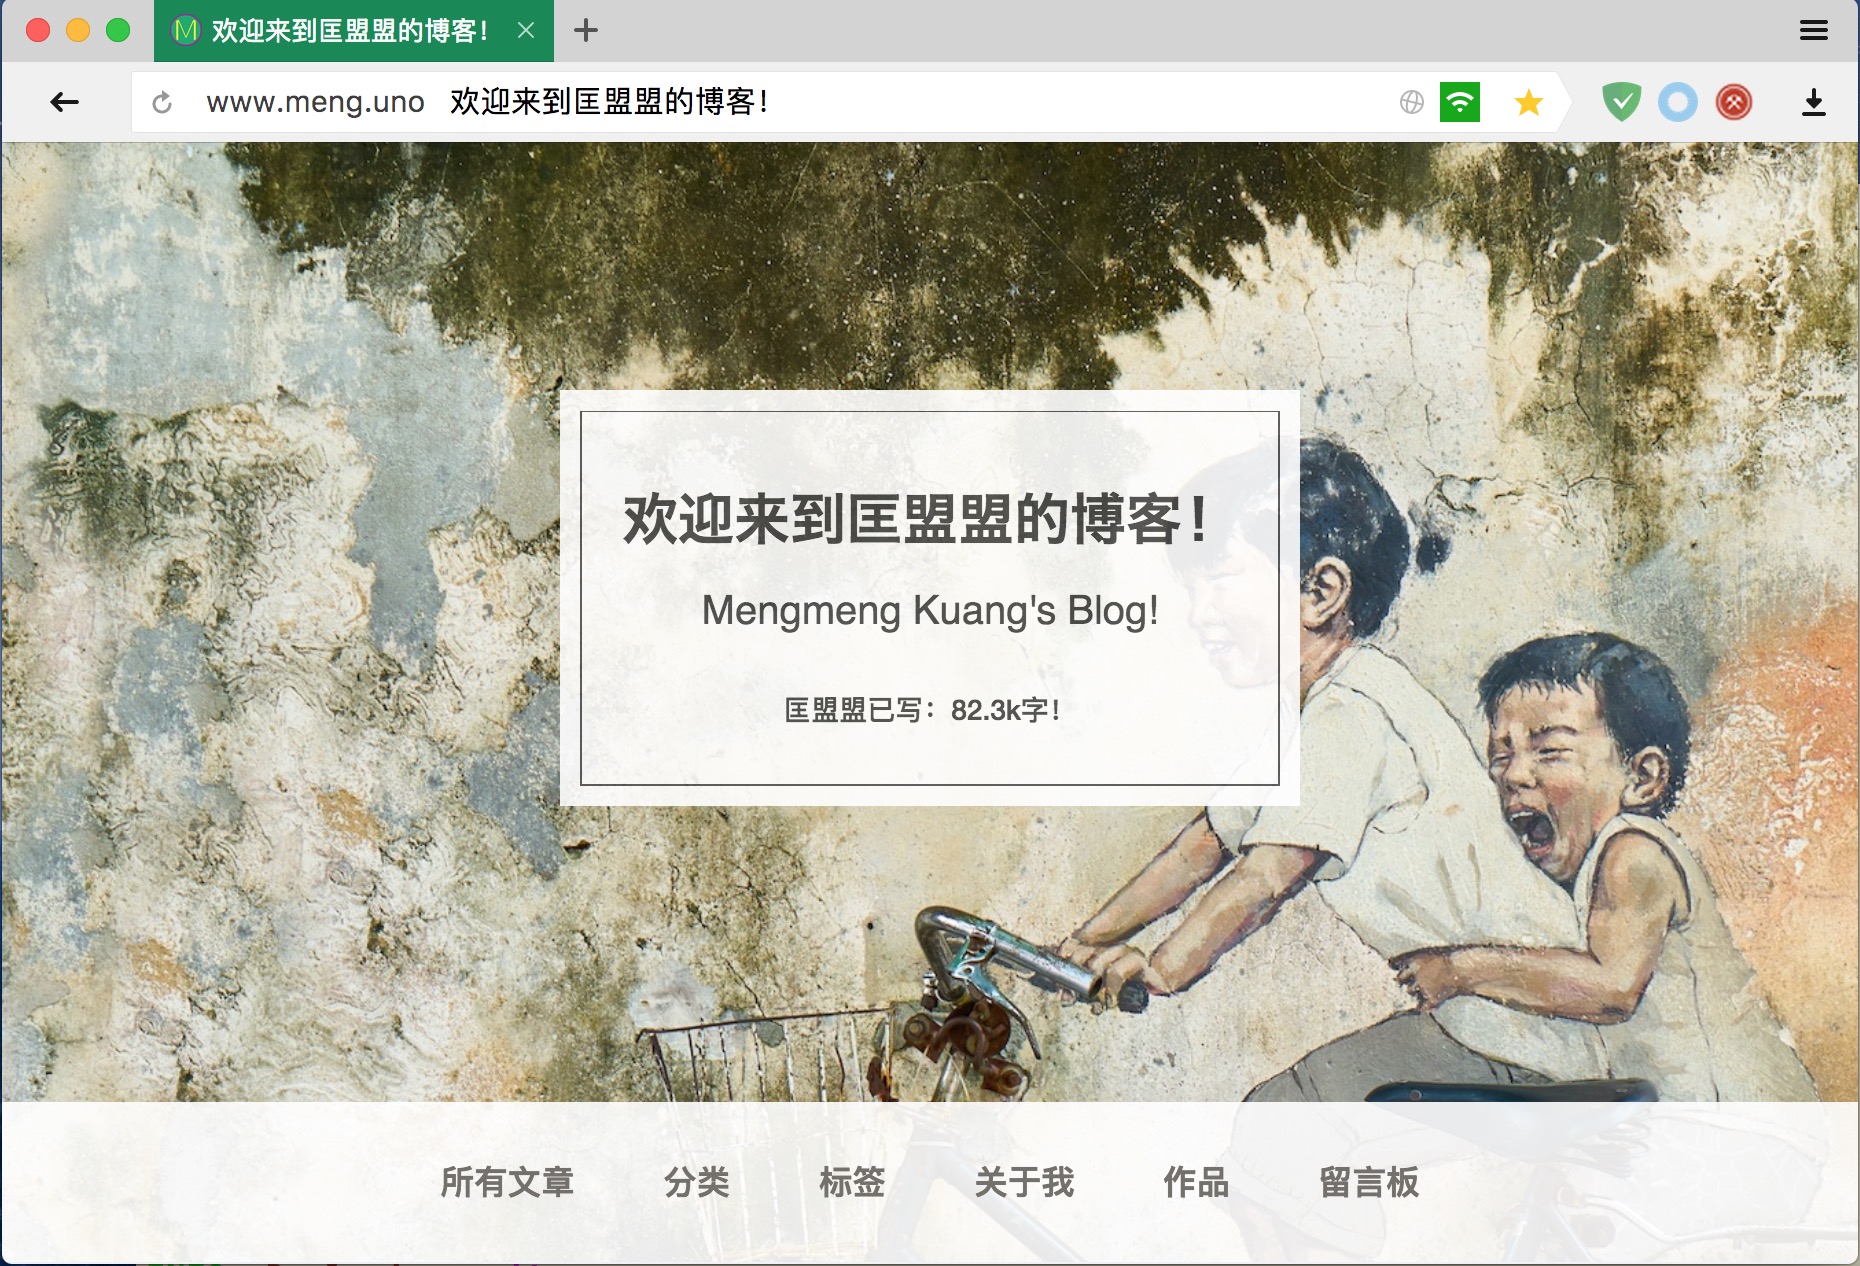 欢迎来到匡盟盟的博客！
www.meng.uno 欢迎来到匡盟盟的博客！
欢迎来到匡盟盟的博客！
Mengmeng Kuang's Blog!
匡盟盟已写：82.3k字！
所有文章 分类 标签 关于我 作品 留言板